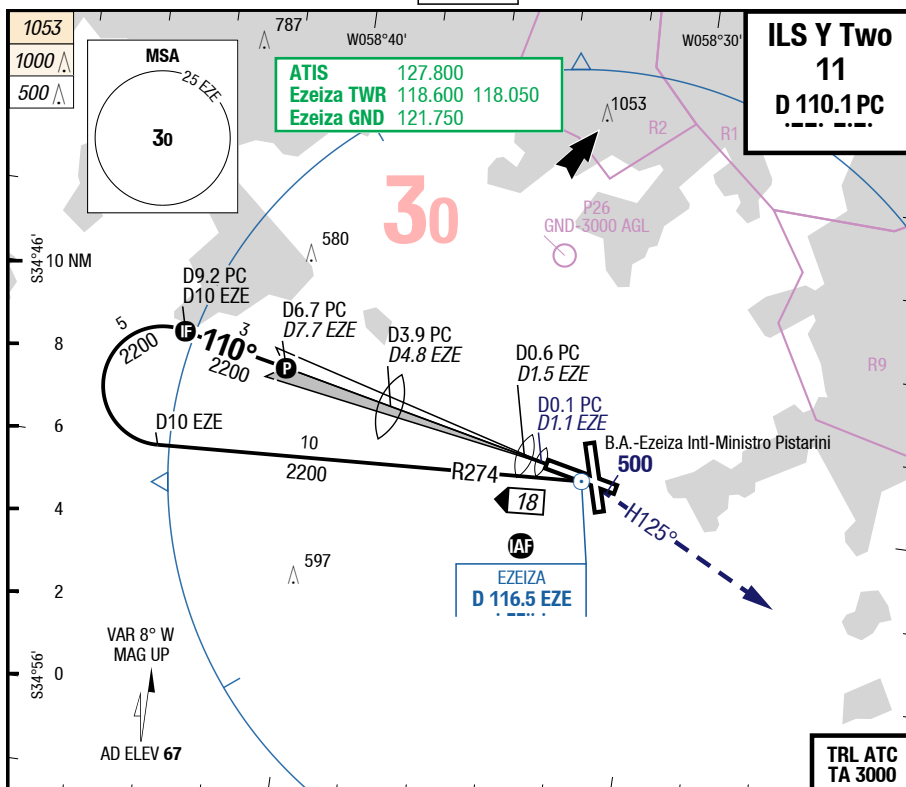 1053
1000
500
MSA
25 EZE
30
787
W058°40'
W058°30'
ATIS 127.800
Ezeiza TWR 118.600 118.050
Ezeiza GND 121.750
ILS Y Two
11
D 110.1 PC
1053
R2
R1
30
P26
GND-3000 AGL
S34°46'
10 NM
580
D9.2 PC
D10 EZE
D6.7 PC
D7.7 EZE
D3.9 PC
D4.8 EZE
D0.6 PC
D1.5 EZE
D0.1 PC
D1.1 EZE
5
2200
IF
110°
3
2200
P
8
R9
6
D10 EZE
10
2200
R274
B.A.-Ezeiza Intl-Ministro Pistarini
500
18
H125°
4
IAF
597
EZEIZA
D 116.5 EZE
2
VAR 8° W
MAG UP
S34°56'
0
AD ELEV 67
TRL ATC
TA 3000